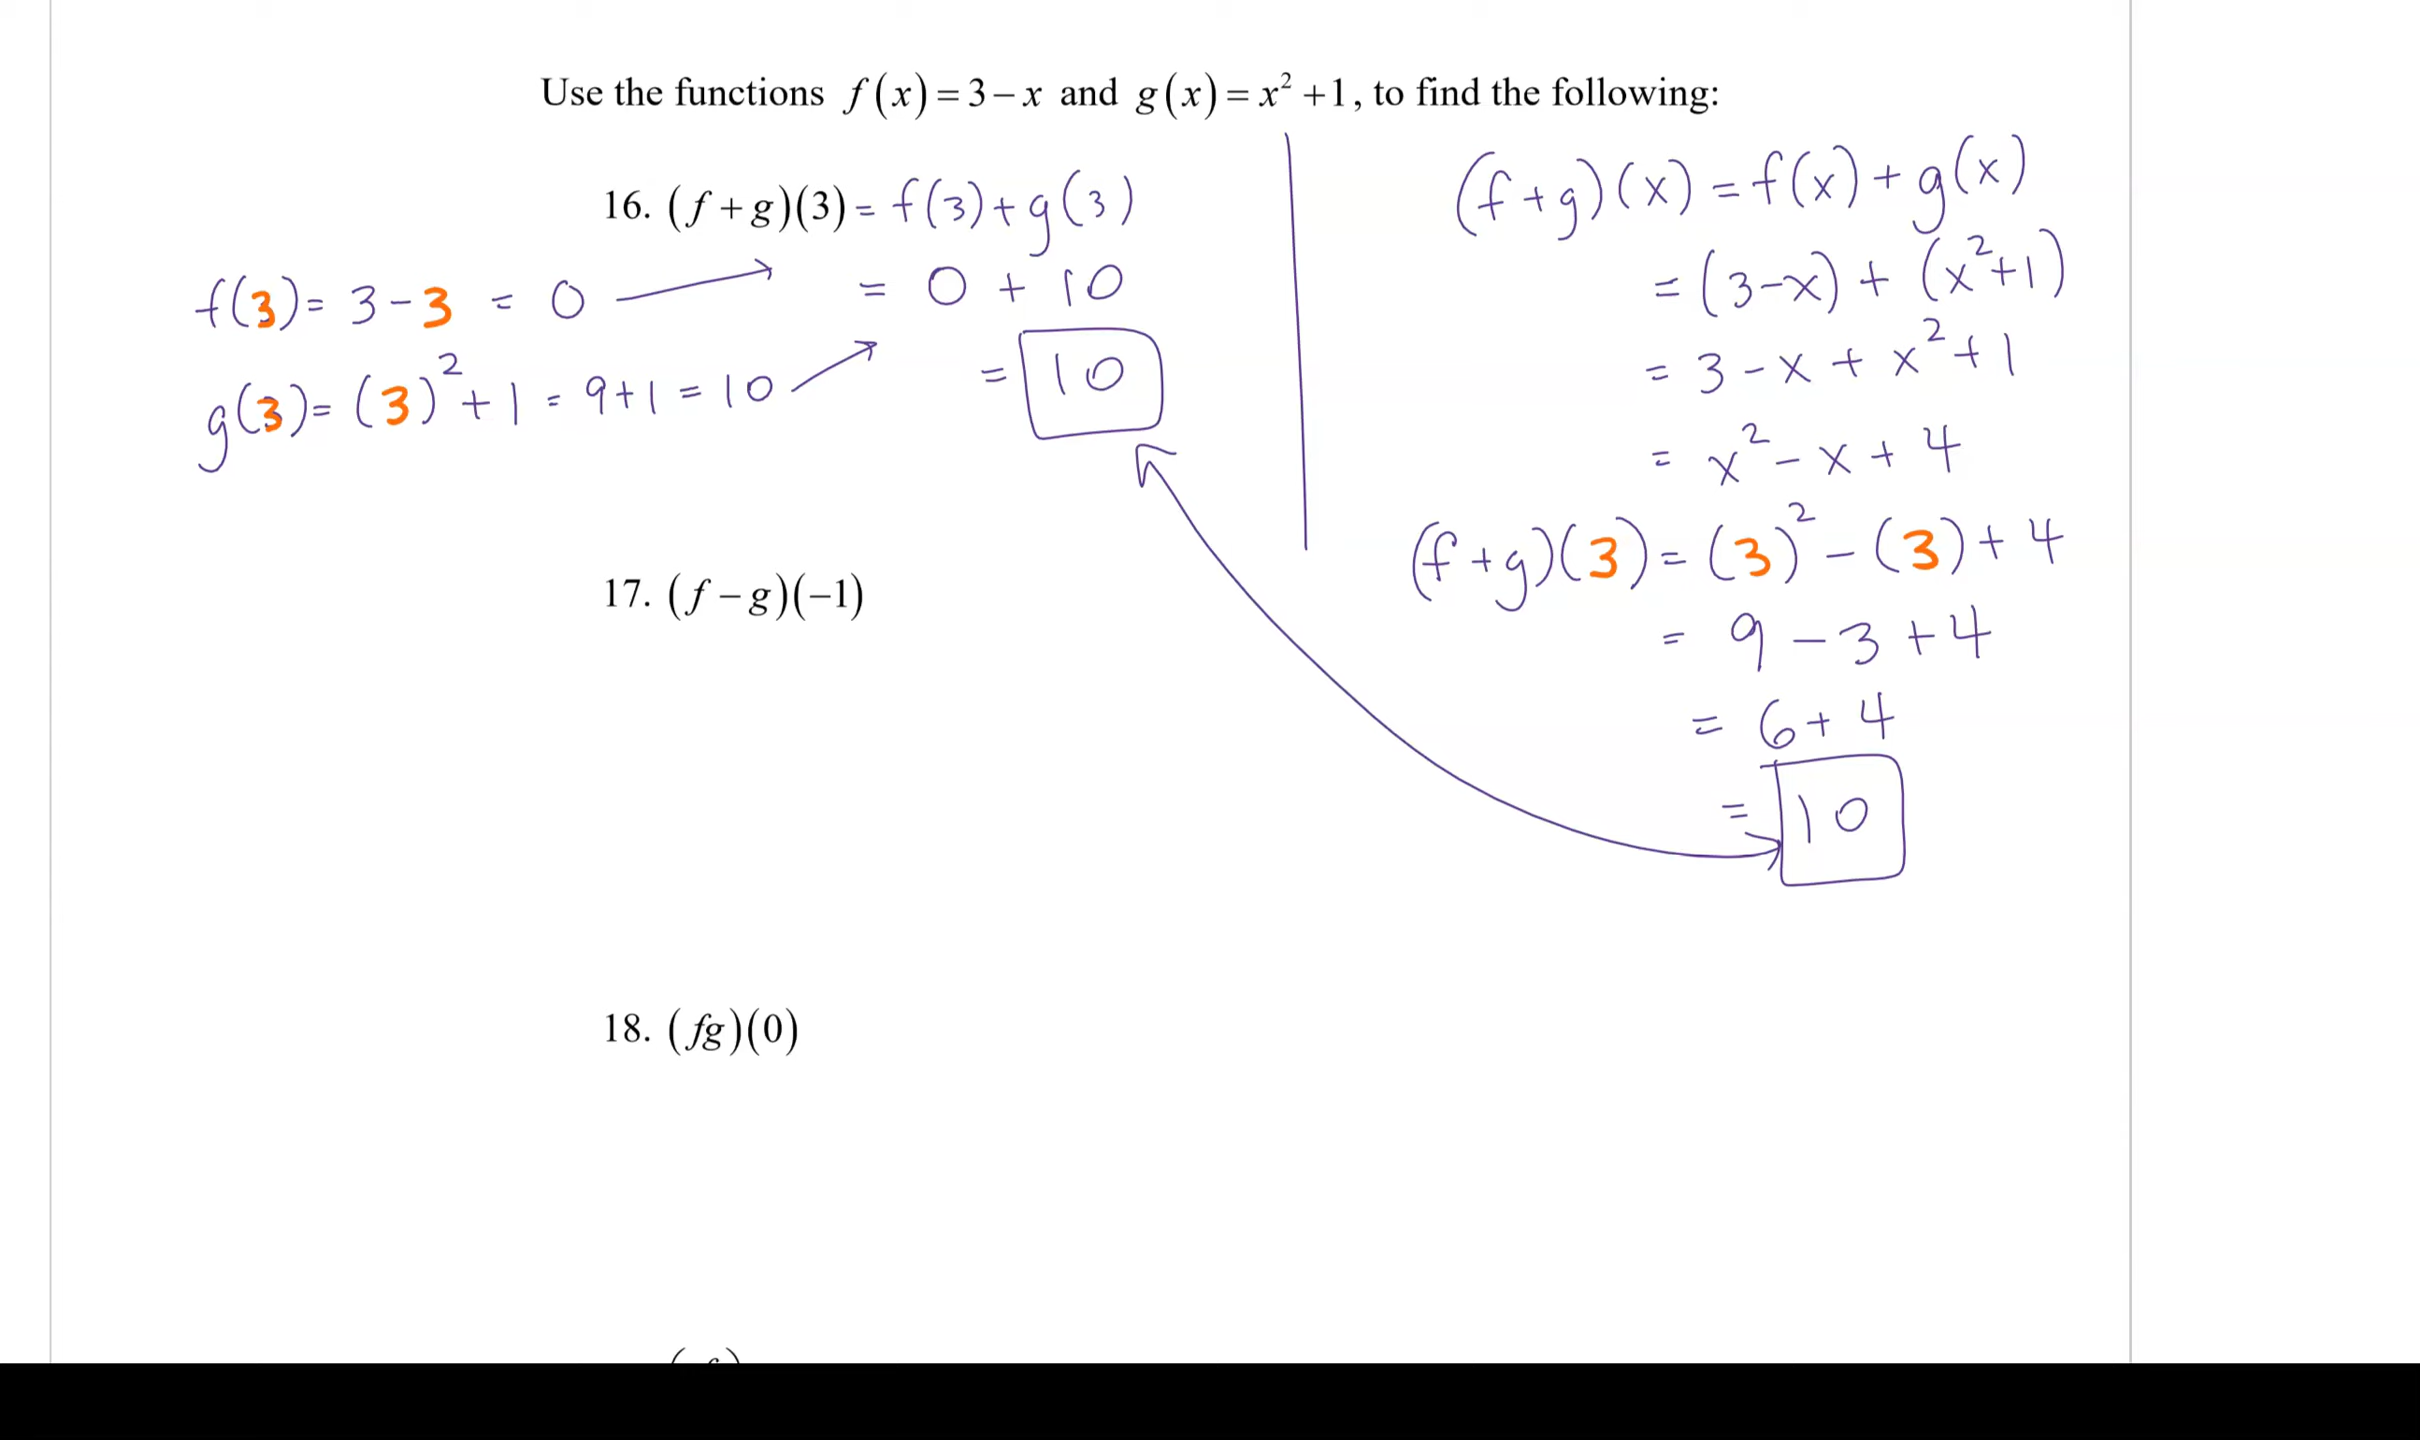 Use the functions f(x) = 3 − x and g(x) = x² + 1, to find the following:
16. (f + g)(3) = f(3) + g(3)
= 0 + 10
= 10
f(3) = 3 - 3 = 0
g(3) = (3)² + 1 = 9 + 1 = 10
(f + g)(x) = f(x) + g(x)
= (3 - x) + (x² + 1)
= 3 - x + x² + 1
= x² - x + 4
(f + g)(3) = (3)² - (3) + 4
= 9 - 3 + 4
= 6 + 4
= 10
17. (f − g)(−1)
18. (fg)(0)